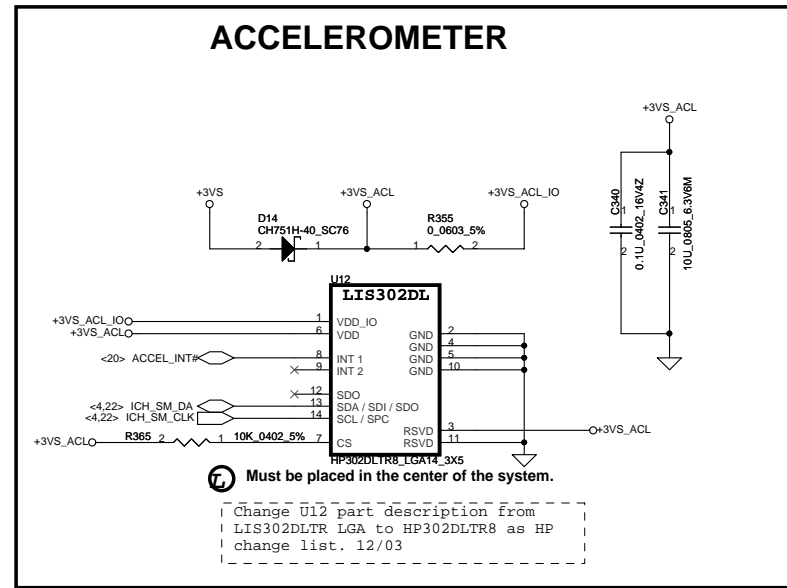 ACCELEROMETER
+3VS_ACL
C340
1
2
0.1U_0402_16V4Z
C341
1
2
10U_0805_6.3V6M
+3VS
+3VS_ACL
+3VS_ACL_IO
D14
CH751H-40_SC76
2
1
R355
0_0603_5%
1
2
U12
LIS302DL
+3VS_ACL_IO
1
VDD_IO
+3VS_ACL
6
VDD
<20> ACCEL_INT#
8
INT 1
9
INT 2
12
SDO
<4,22> ICH_SM_DA
13
SDA / SDI / SDO
<4,22> ICH_SM_CLK
14
SCL / SPC
+3VS_ACL
R365
2
1
10K_0402_5%
7
CS
GND
2
GND
4
GND
5
GND
10
RSVD
3
+3VS_ACL
RSVD
11
HP302DLTR8_LGA14_3X5
L
Must be placed in the center of the system.
Change U12 part description from
LIS302DLTR LGA to HP302DLTR8 as HP
change list. 12/03